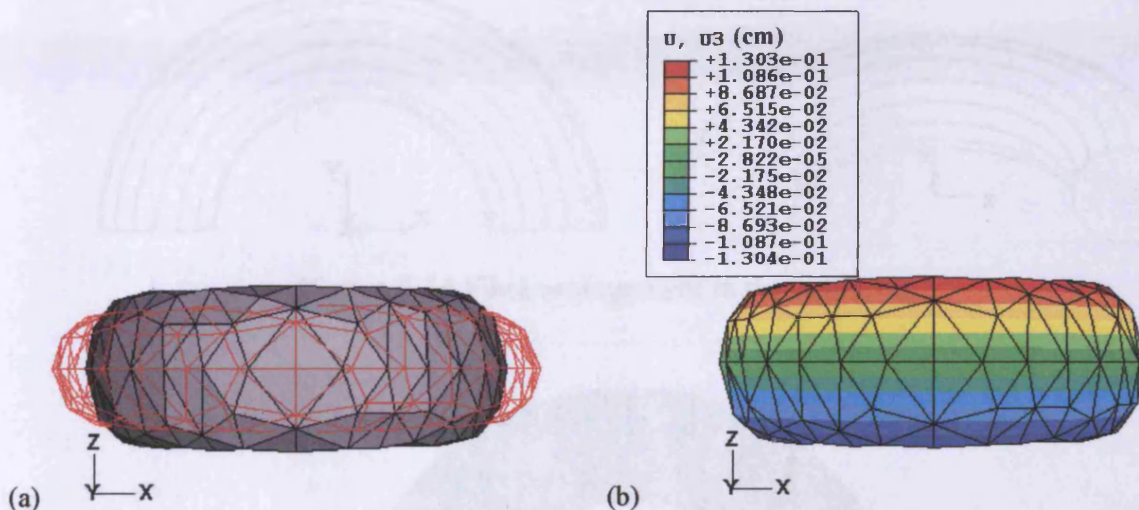 U, U3 (cm)
+1.303e-01
+1.086e-01
+8.687e-02
+6.515e-02
+4.342e-02
+2.170e-02
-2.822e-05
-2.175e-02
-4.348e-02
-6.521e-02
-8.693e-02
-1.087e-01
-1.304e-01
Z
Y X
(a)
Z
Y X
(b)